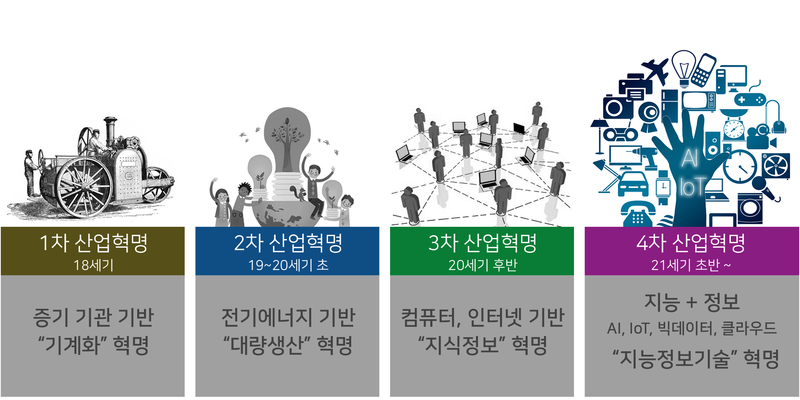 AI
IoT
1차 산업혁명
18세기
증기 기관 기반
“기계화” 혁명
2차 산업혁명
19~20세기 초
전기에너지 기반
“대량생산” 혁명
3차 산업혁명
20세기 후반
컴퓨터, 인터넷 기반
“지식정보” 혁명
4차 산업혁명
21세기 초반 ~
지능 + 정보
AI, IoT, 빅데이터, 클라우드
“지능정보기술” 혁명